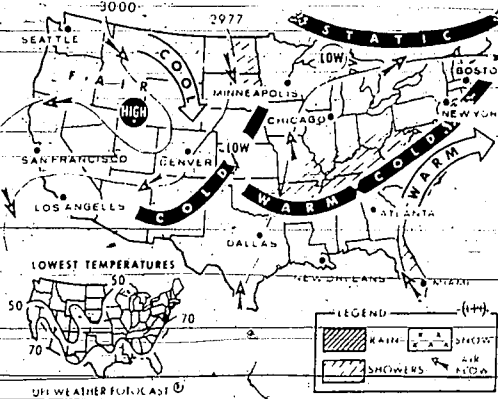 3000
2977
SEATTLE
STATIC
LOW
COOL
FAIR
BOSTON
MINNEAPOLIS
HIGH
CHICAGO
NEW YORK
LOW
SAN FRANCISCO
DENVER
COLD
COLD
WARM
WARM
LOS ANGELES
ATLANTA
DALLAS
LOWEST TEMPERATURES
NEW ORLEANS
MIAMI
50
50
70
70
LEGEND
RAIN
SNOW
SHOWERS
AIR
FLOW
UPI WEATHER FOTOCAST